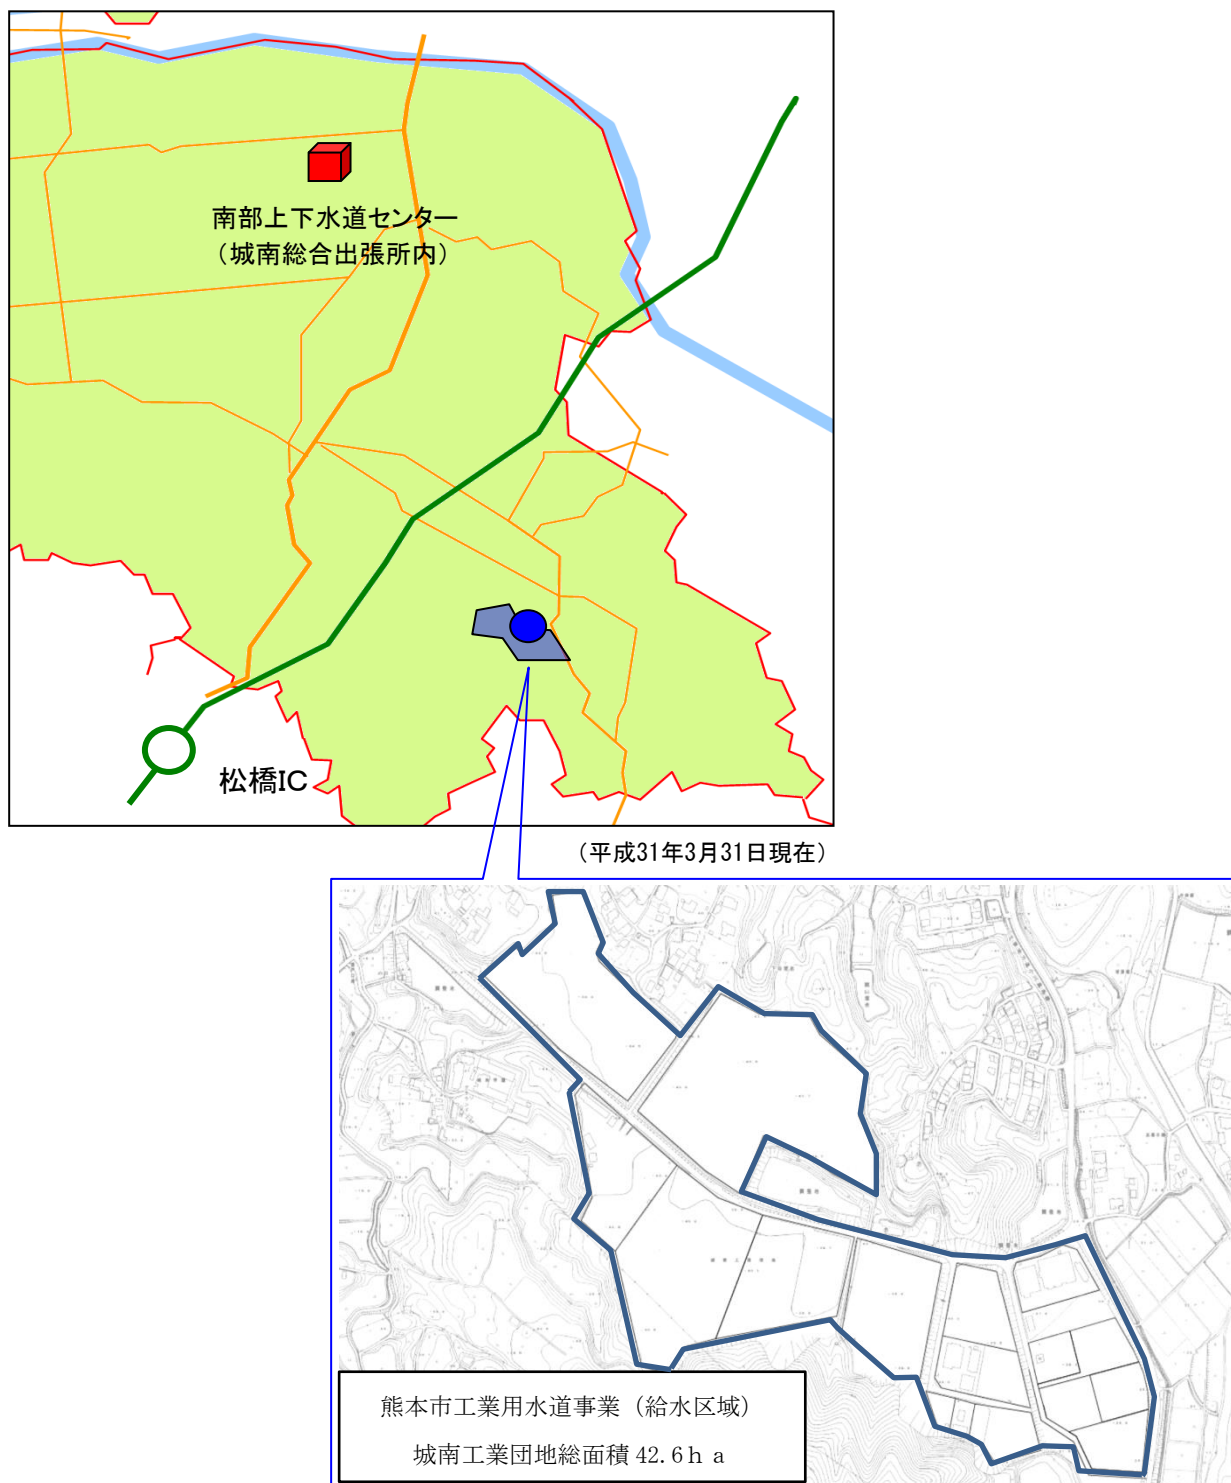 南部上下水道センター
（城南総合出張所内）
松橋IC
（平成31年3月31日現在）
熊本市工業用水道事業（給水区域）
城南工業団地総面積 42.6ｈａ